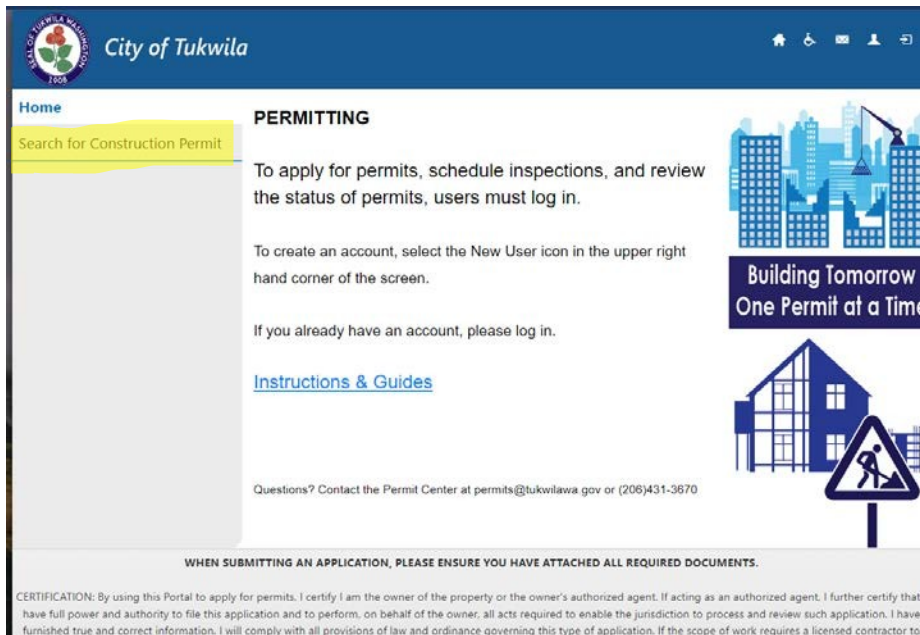 SEAL OF TUKWILA WASHINGTON
1908
City of Tukwila
Home
Search for Construction Permit
PERMITTING
To apply for permits, schedule inspections, and review
the status of permits, users must log in.
To create an account, select the New User icon in the upper right
hand corner of the screen.
If you already have an account, please log in.
Instructions & Guides
Questions? Contact the Permit Center at permits@tukwilawa.gov or (206)431-3670
Building Tomorrow
One Permit at a Time
WHEN SUBMITTING AN APPLICATION, PLEASE ENSURE YOU HAVE ATTACHED ALL REQUIRED DOCUMENTS.
CERTIFICATION: By using this Portal to apply for permits. I certify I am the owner of the property or the owner's authorized agent. If acting as an authorized agent. I further certify that
have full power and authority to file this application and to perform, on behalf of the owner, all acts required to enable the jurisdiction to process and review such application. I have
furnished true and correct information. I will comply with all provisions of law and ordinance governing this type of application. If the scope of work requires a licensed contractor